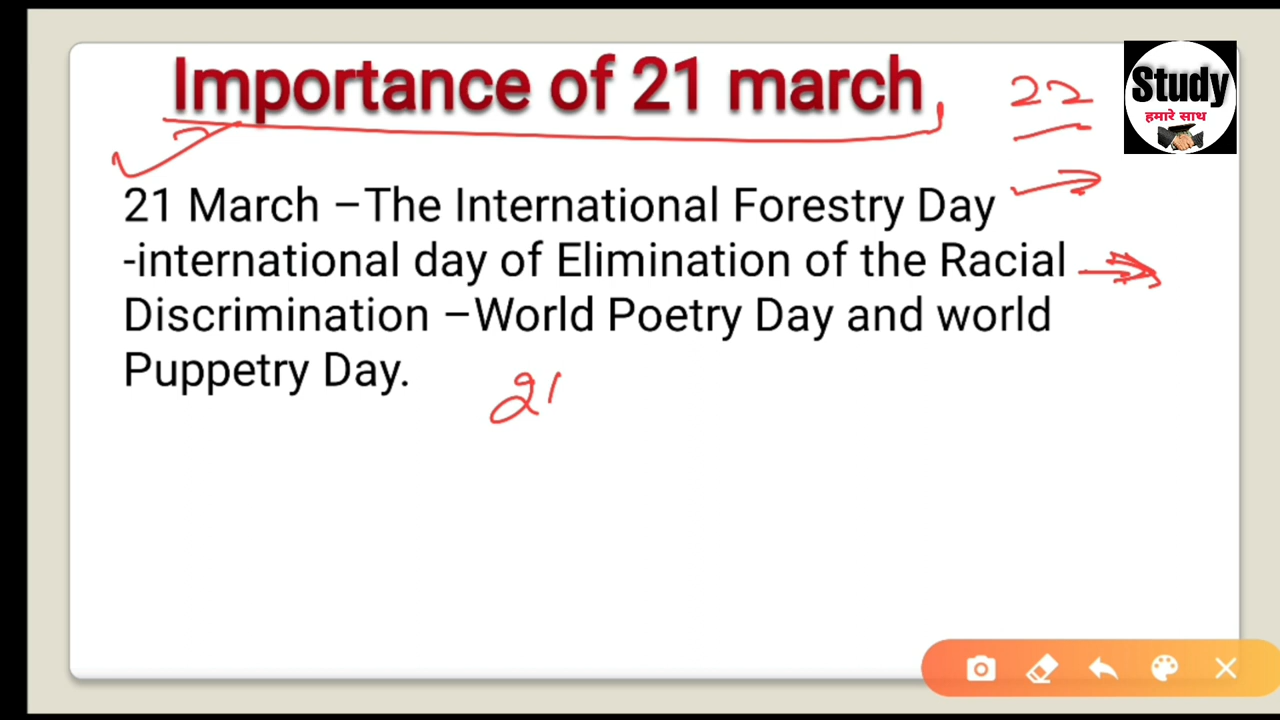 Importance of 21 march
22
Study
हमारे साथ
21 March –The International Forestry Day
-international day of Elimination of the Racial
Discrimination –World Poetry Day and world
Puppetry Day.
21